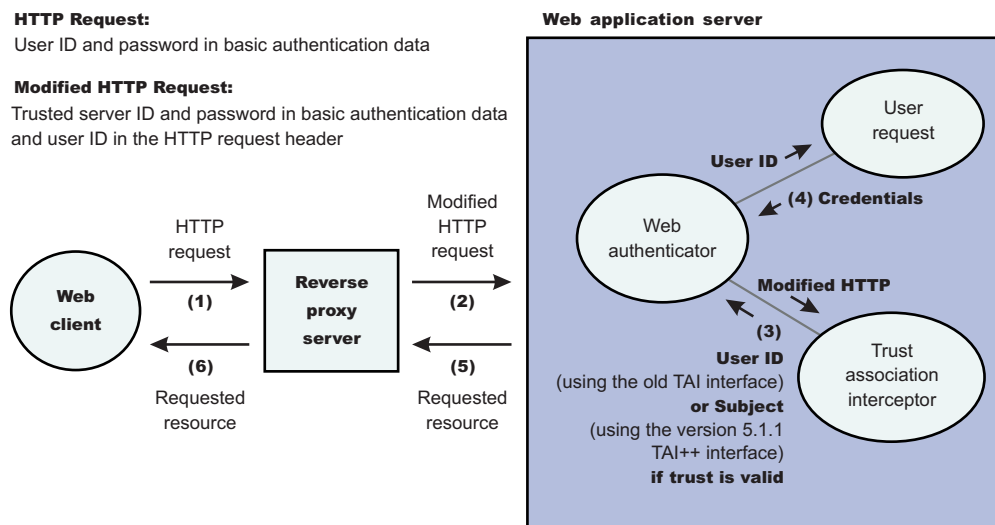 HTTP Request:
User ID and password in basic authentication data
Modified HTTP Request:
Trusted server ID and password in basic authentication data
and user ID in the HTTP request header
Web application server
User
request
User ID
(4) Credentials
Web
authenticator
Modified HTTP
(3)
User ID
(using the old TAI interface)
or Subject
(using the version 5.1.1
TAI++ interface)
if trust is valid
Trust
association
interceptor
Web
client
HTTP
request
(1)
(6)
Requested
resource
Reverse
proxy
server
Modified
HTTP
request
(2)
(5)
Requested
resource